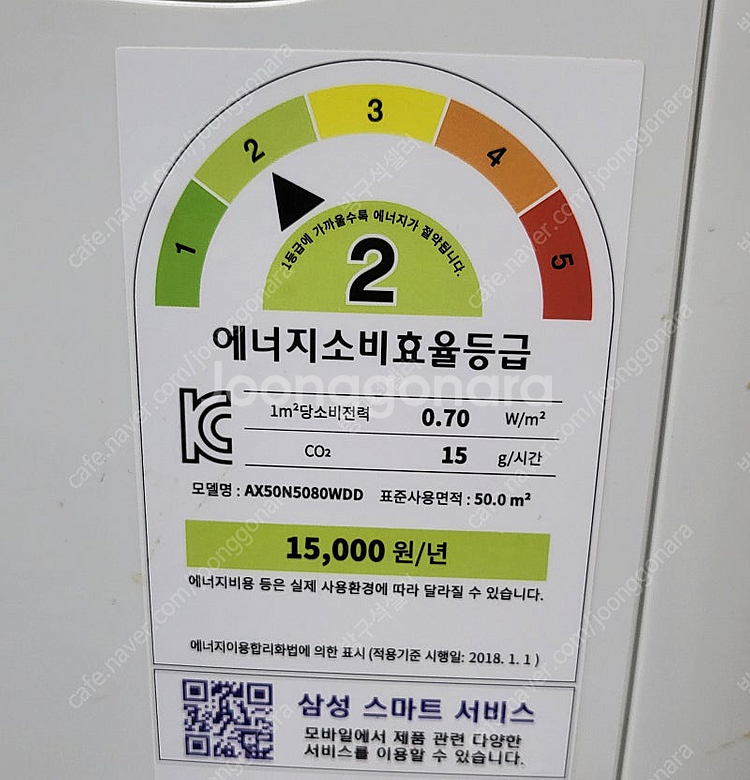 1
2
3
4
5
1등급에 가까울수록 에너지가 절약됩니다.
2
에너지소비효율등급
Joonggonara
1m²당소비전력 0.70 W/m²
CO₂ 15 g/시간
모델명 : AX50N5080WDD 표준사용면적 : 50.0 m²
15,000 원/년
에너지비용 등은 실제 사용환경에 따라 달라질 수 있습니다.
에너지이용합리화법에 의한 표시 (적용기준 시행일: 2018. 1. 1 )
삼성 스마트 서비스
모바일에서 제품 관련 다양한
서비스를 이용할 수 있습니다.
cafe.naver.com/joonggonara